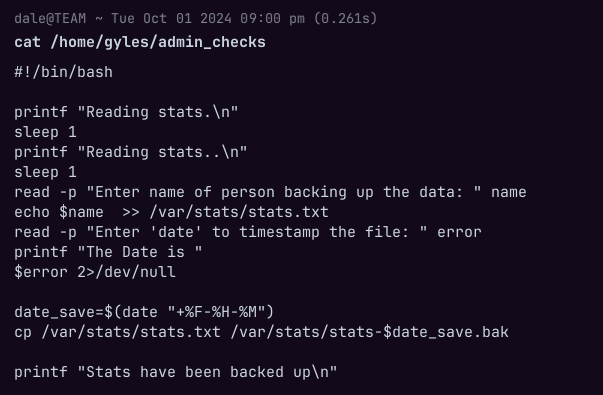 dale@TEAM ~ Tue Oct 01 2024 09:00 pm (0.261s)
cat /home/gyles/admin_checks
#!/bin/bash

printf "Reading stats.\n"
sleep 1
printf "Reading stats..\n"
sleep 1
read -p "Enter name of person backing up the data: " name
echo $name  >> /var/stats/stats.txt
read -p "Enter 'date' to timestamp the file: " error
printf "The Date is "
$error 2>/dev/null

date_save=$(date "+%F-%H-%M")
cp /var/stats/stats.txt /var/stats/stats-$date_save.bak

printf "Stats have been backed up\n"